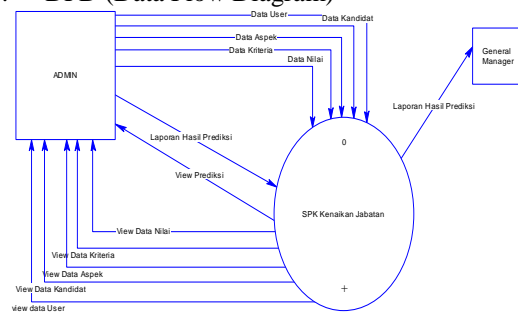 DFD (Data Flow Diagram)
Data User
Data Kandidat
Data Aspek
Data Kriteria
Data Nilai
ADMIN
General
Manager
Laporan Hasil Prediksi
Laporan Hasil Prediksi
View Prediksi
0
SPK Kenaikan Jabatan
+
View Data Nilai
View Data Kriteria
View Data Aspek
View Data Kandidat
view data User